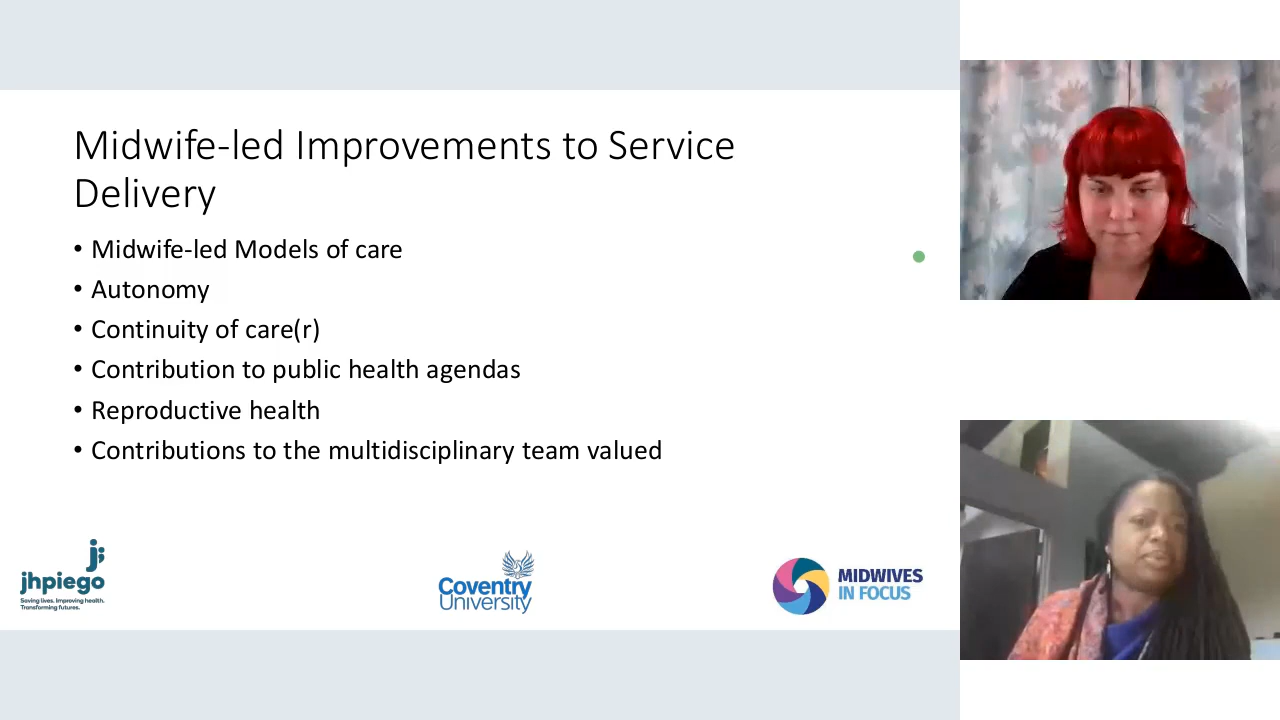 Midwife-led Improvements to Service
Delivery
• Midwife-led Models of care
• Autonomy
• Continuity of care(r)
• Contribution to public health agendas
• Reproductive health
• Contributions to the multidisciplinary team valued
jhpiego
Saving lives. Improving health.
Transforming futures.
Coventry
University
MIDWIVES
IN FOCUS